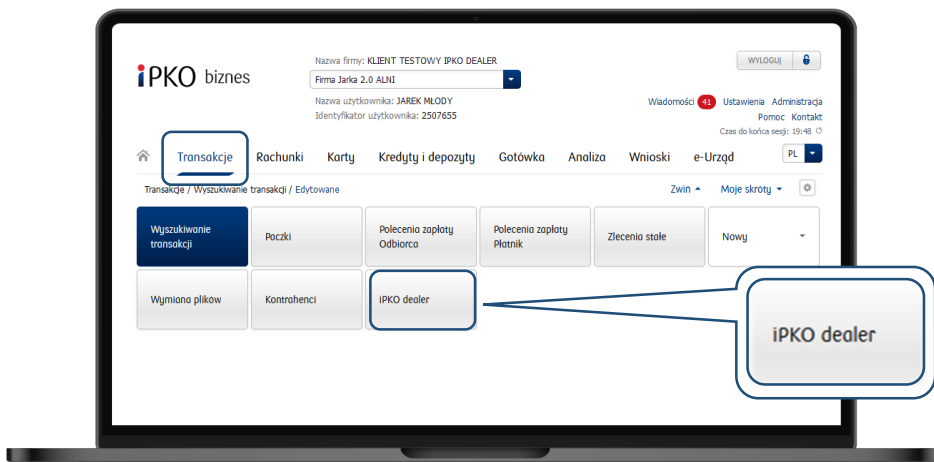 iPKO biznes
Nazwa firmy: KLIENT TESTOWY IPKO DEALER
Firma Jarka 2.0 ALNI
Nazwa użytkownika: JAREK MŁODY
Identyfikator użytkownika: 2507655
WYLOGUJ
Wiadomości 41 Ustawienia Administracja
Pomoc Kontakt
Czas do końca sesji: 19:48
Transakcje Rachunki Karty Kredyty i depozyty Gotówka Analiza Wnioski e-Urząd PL
Transakcje / Wyszukiwanie transakcji / Edytowane
Zwiń Moje skróty
Wyszukiwanie
transakcji
Paczki
Polecenia zapłaty
Odbiorca
Polecenia zapłaty
Płatnik
Zlecenia stałe
Nowy
Wymiana plików
Kontrahenci
iPKO dealer
iPKO dealer